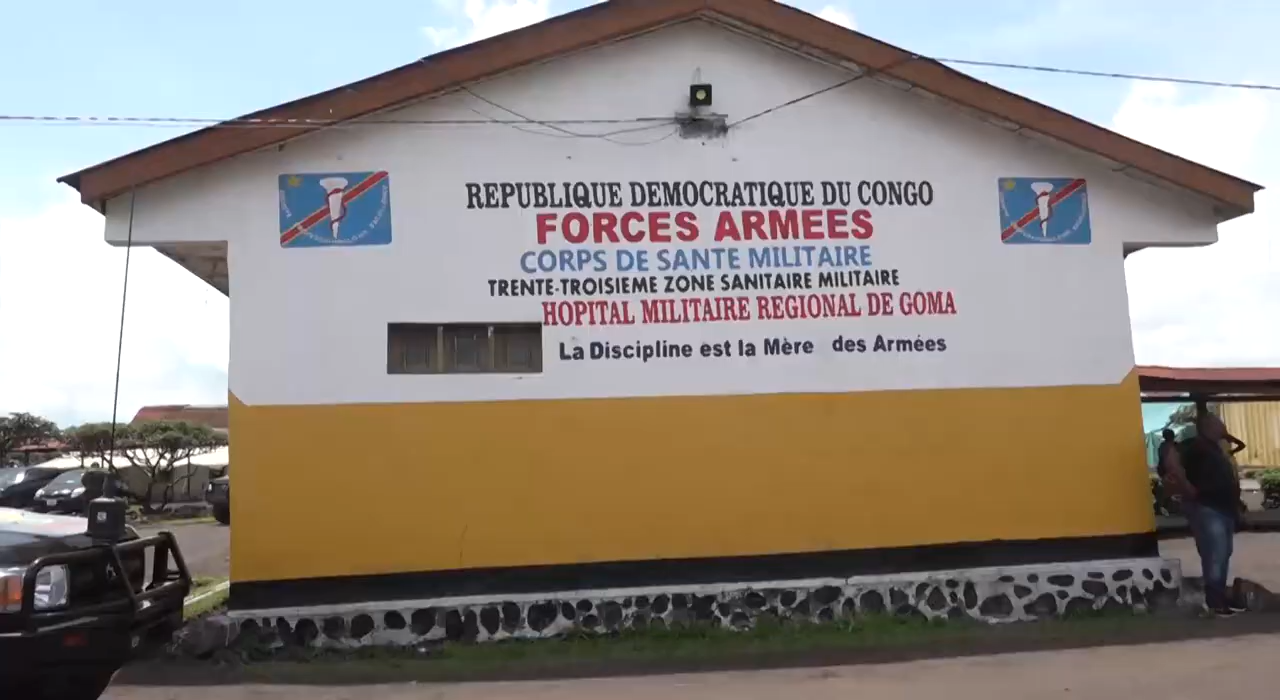 REPUBLIQUE DEMOCRATIQUE DU CONGO
FORCES ARMEES
CORPS DE SANTE MILITAIRE
TRENTE-TROISIEME ZONE SANITAIRE MILITAIRE
HOPITAL MILITAIRE REGIONAL DE GOMA
La Discipline est la Mère des Armées